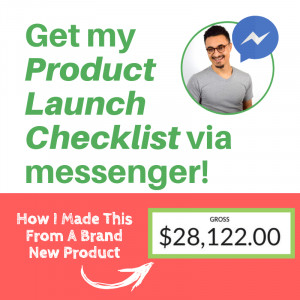 Get my
Product
Launch
Checklist via
messenger!
How I Made This
From A Brand
New Product
GROSS
$28,122.00